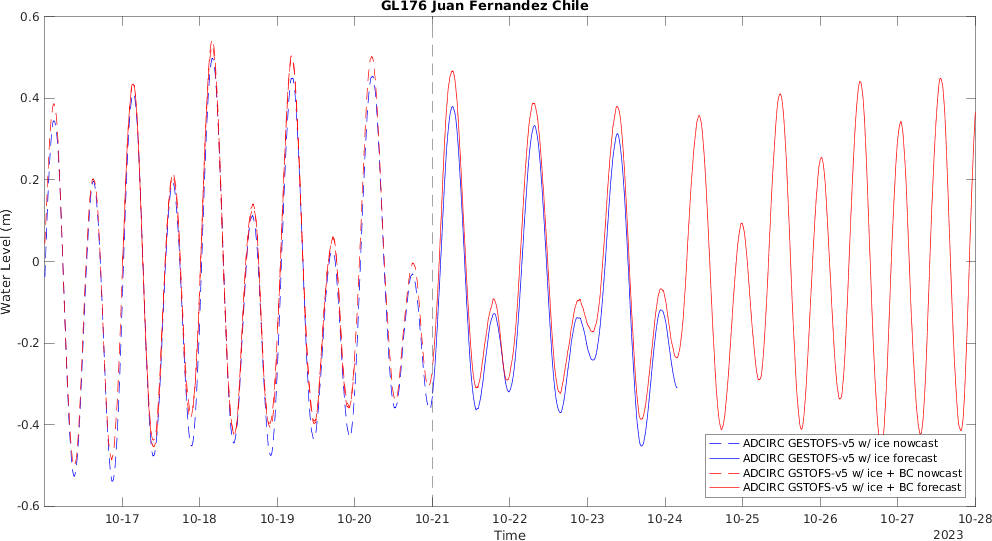 GL176 Juan Fernandez Chile
0.6
0.4
0.2
0
-0.2
-0.4
-0.6
Water Level (m)
10-17 10-18 10-19 10-20 10-21 10-22 10-23 10-24 10-25 10-26 10-27 10-28
Time
2023
ADCIRC GESTOFS-v5 w/ ice nowcast
ADCIRC GESTOFS-v5 w/ ice forecast
ADCIRC GSTOFS-v5 w/ ice + BC nowcast
ADCIRC GSTOFS-v5 w/ ice + BC forecast